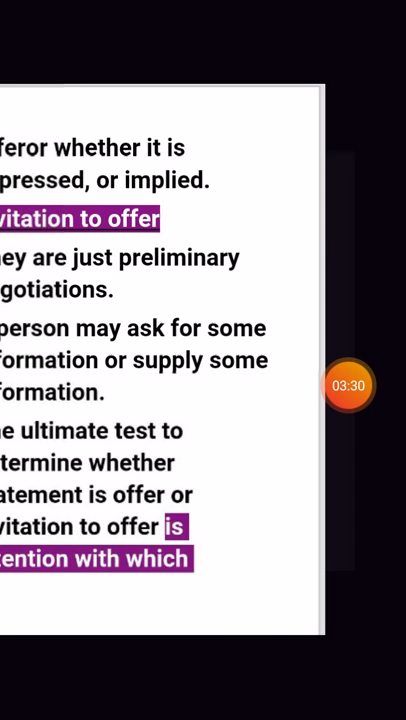 feror whether it is
pressed, or implied.
vitation to offer
ey are just preliminary
gotiations.
person may ask for some
formation or supply some
formation.
e ultimate test to
termine whether
atement is offer or
vitation to offer is
tention with which
03:30